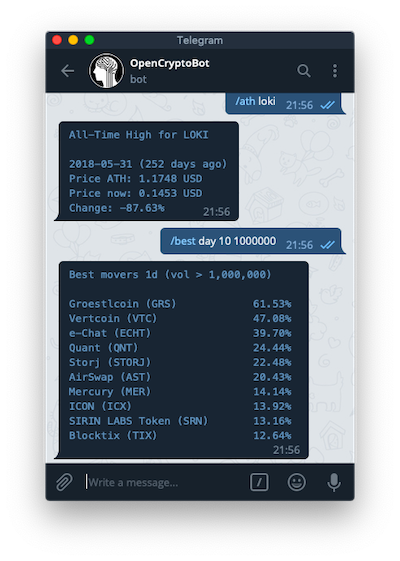 Telegram
OpenCryptoBot
bot
/ath loki 21:56
All-Time High for LOKI
2018-05-31 (252 days ago)
Price ATH: 1.1748 USD
Price now: 0.1453 USD
Change: -87.63%
21:56
/best day 10 1000000 21:56
Best movers 1d (vol > 1,000,000)
Groestlcoin (GRS) 61.53%
Vertcoin (VTC) 47.08%
e-Chat (ECHT) 39.70%
Quant (QNT) 24.44%
Storj (STORJ) 22.48%
AirSwap (AST) 20.43%
Mercury (MER) 14.14%
ICON (ICX) 13.92%
SIRIN LABS Token (SRN) 13.16%
Blocktix (TIX) 12.64%
21:56
Write a message...
/